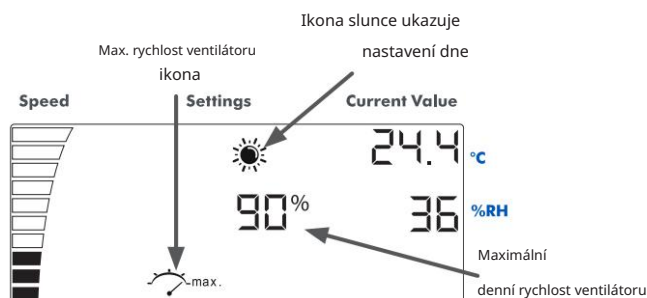 Ikona slunce ukazuje
nastavení dne
Max. rychlost ventilátoru
ikona
Speed Settings Current Value
24.4 °C
90% 36 %RH
Maximální
denní rychlost ventilátoru
max.